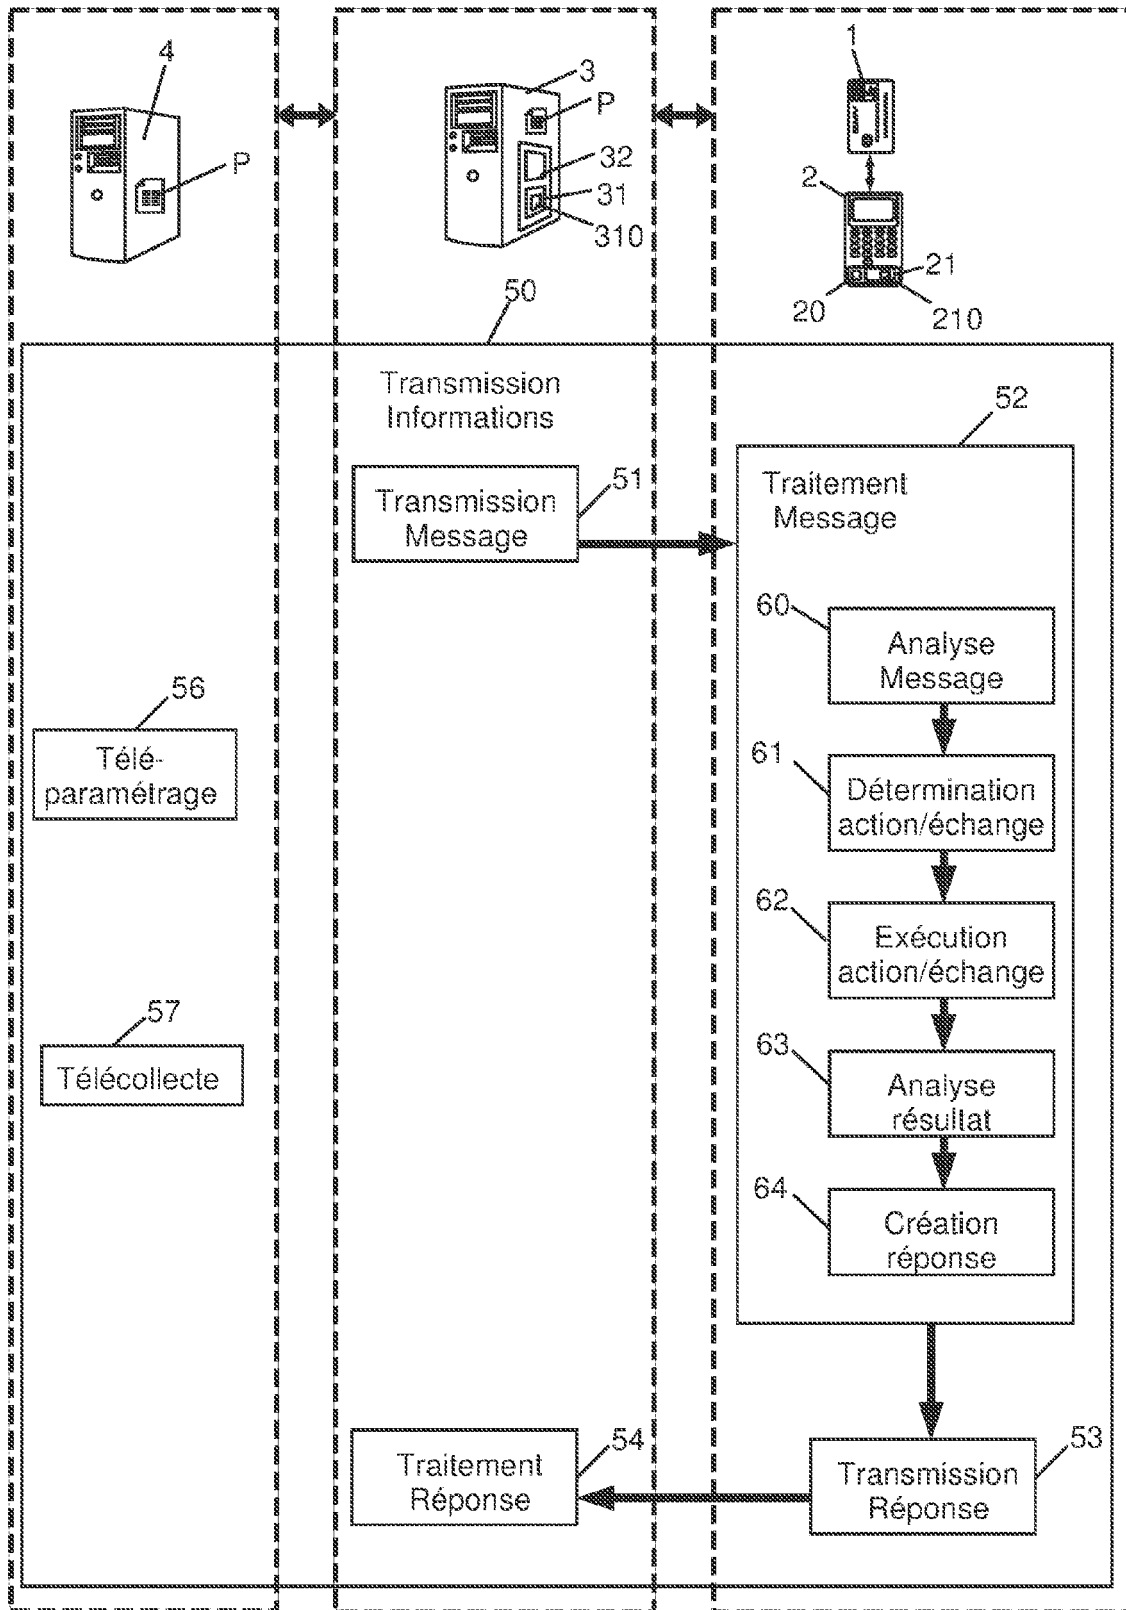 4
P
3
P
32
31
310
1
2
21
20
210
50
Transmission
Informations
52
Transmission
Message
51
Traitement
Message
60
Analyse
Message
56
Télé-
paramétrage
61
Détermination
action/échange
62
Exécution
action/échange
57
Télécollecte
63
Analyse
résultat
64
Création
réponse
54
Traitement
Réponse
53
Transmission
Réponse